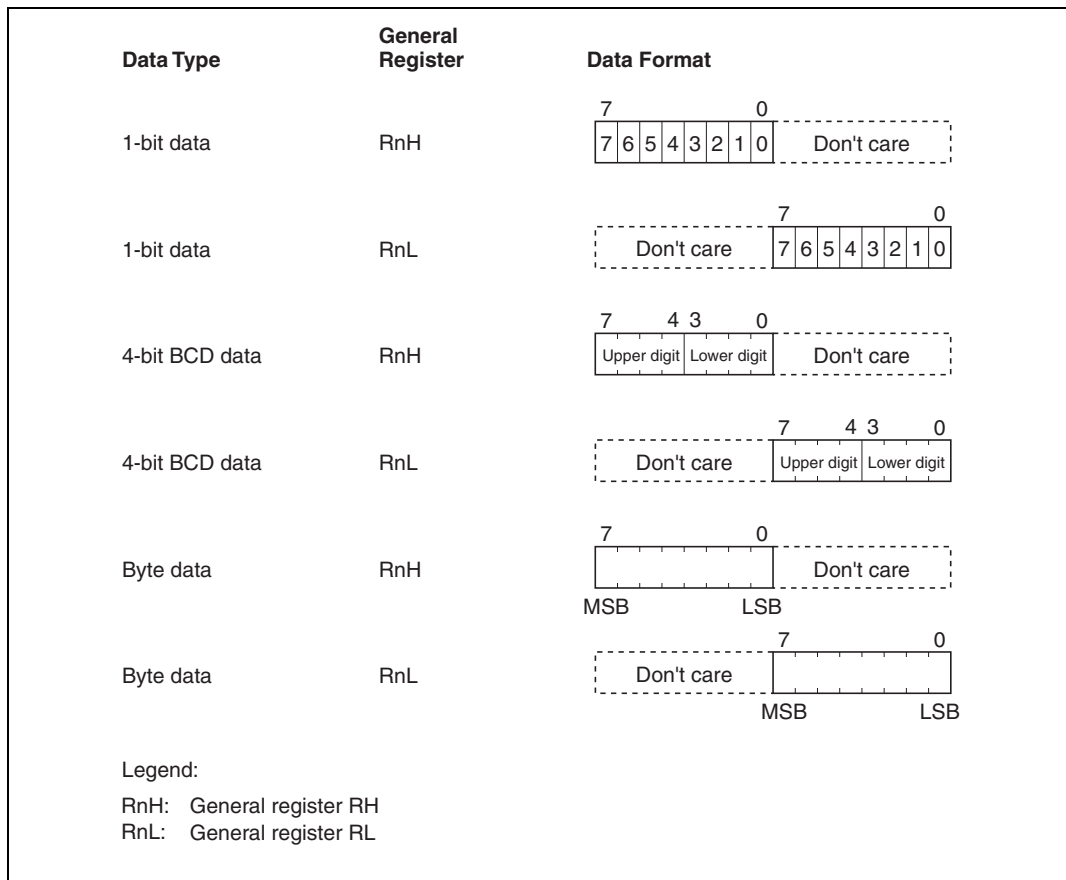 Data Type General Register Data Format
7 0
1-bit data RnH 7 6 5 4 3 2 1 0 Don't care
7 0
1-bit data RnL Don't care 7 6 5 4 3 2 1 0
7 4 3 0
4-bit BCD data RnH Upper digit Lower digit Don't care
7 4 3 0
4-bit BCD data RnL Don't care Upper digit Lower digit
7 0
Byte data RnH Don't care
MSB LSB
7 0
Byte data RnL Don't care
MSB LSB
Legend:
RnH: General register RH
RnL: General register RL